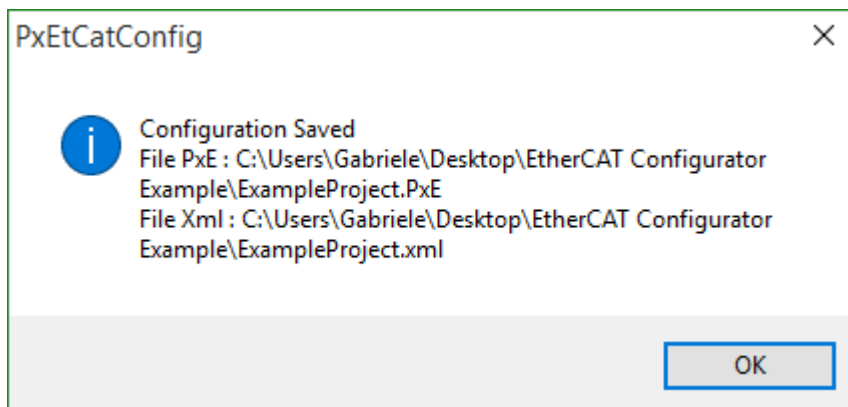 PxEtCatConfig
Configuration Saved
File PxE : C:\Users\Gabriele\Desktop\EtherCAT Configurator
Example\ExampleProject.PxE
File Xml : C:\Users\Gabriele\Desktop\EtherCAT Configurator
Example\ExampleProject.xml
OK